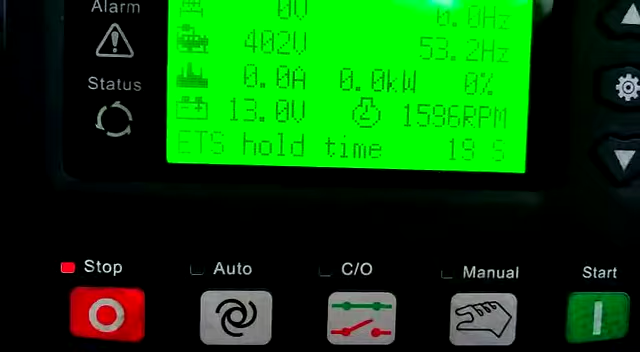 Alarm
0V 0.0Hz
402V 53.2Hz
Status
0.0A 0.0kW 0%
13.0V 1596RPM
ETS hold time 19 S
Stop
Auto
C/O
Manual
Start